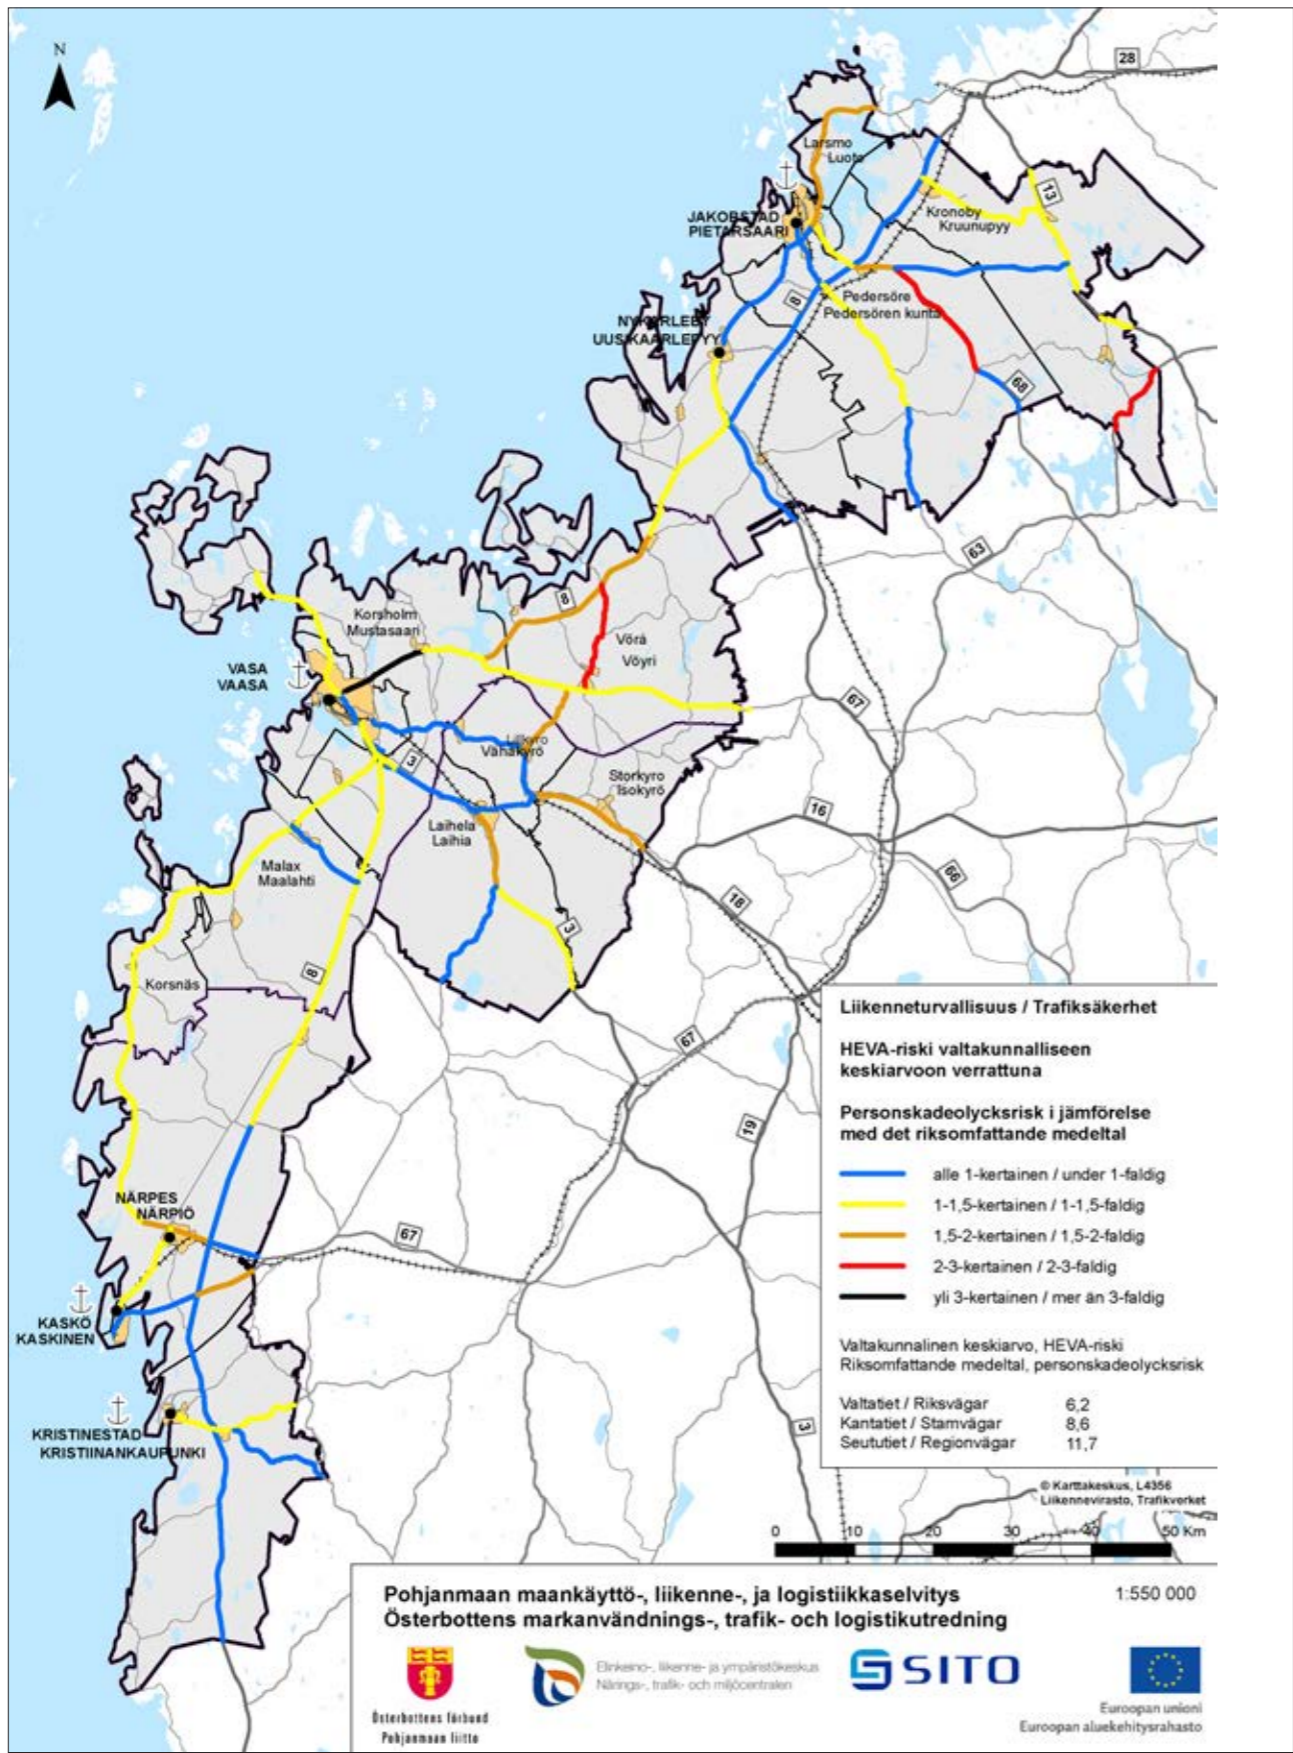 N
28
Larsmo
Luoto
13
JAKOBSTAD
PIETARSAARI
Kronoby
Kruunupyy
8
Pedersöre
Pedersören kunta
NYKARLEBY
UUSIKAARLEPYY
68
63
8
Korsholm
Mustasaari
Vörå
Vöyri
VASA
VAASA
67
Lillkyro
Vähäkyrö
3
Storkyro
Isokyrö
16
Laihela
Laihia
Malax
Maalahti
66
18
3
8
Korsnäs
67
19
NÄRPES
NÄRPIÖ
67
KASKÖ
KASKINEN
KRISTINESTAD
KRISTIINANKAUPUNKI
3
Liikenneturvallisuus / Trafiksäkerhet
HEVA-riski valtakunnalliseen
keskiarvoon verrattuna
Personskadeolycksrisk i jämförelse
med det riksomfattande medeltal
alle 1-kertainen / under 1-faldig
1-1,5-kertainen / 1-1,5-faldig
1,5-2-kertainen / 1,5-2-faldig
2-3-kertainen / 2-3-faldig
yli 3-kertainen / mer än 3-faldig
Valtakunnalinen keskiarvo, HEVA-riski
Riksomfattande medeltal, personskadeolycksrisk
Valtatiet / Riksvägar 6,2
Kantatiet / Stamvägar 8,6
Seututiet / Regionvägar 11,7
© Karttakeskus, L4356
Liikennevirasto, Trafikverket
0 10 20 30 40 50 Km
Pohjanmaan maankäyttö-, liikenne-, ja logistiikkaselvitys
Österbottens markanvändnings-, trafik- och logistikutredning
1:550 000
Elinkeino-, liikenne- ja ympäristökeskus
Närings-, trafik- och miljöcentralen
SITO
Österbottens förbund
Pohjanmaan liitto
Euroopan unioni
Euroopan aluekehitysrahasto